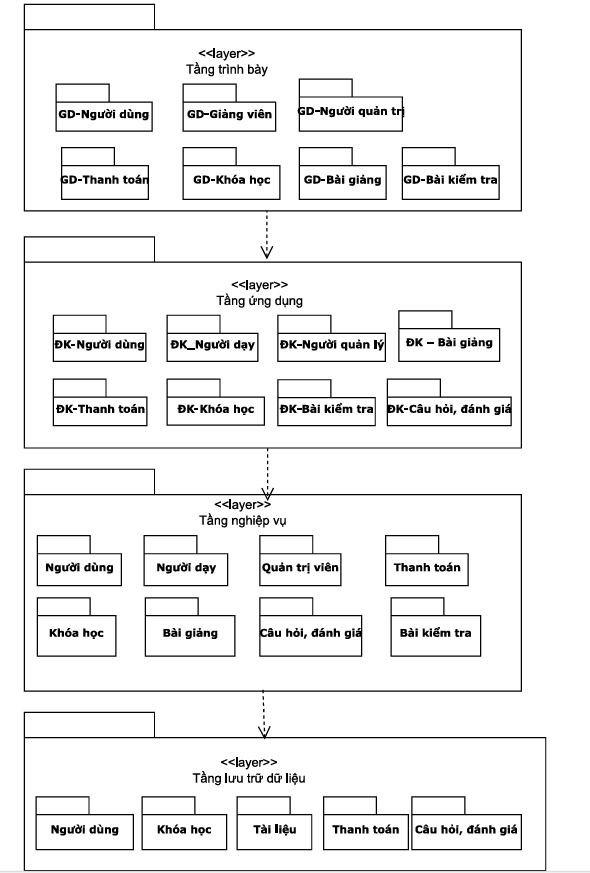 <<layer>>
Tầng trình bày
GD-Người dùng
GD-Giảng viên
GD-Người quản trị
GD-Thanh toán
GD-Khóa học
GD-Bài giảng
GD-Bài kiểm tra
<<layer>>
Tầng ứng dụng
ĐK-Người dùng
ĐK_Người dạy
ĐK-Người quản lý
ĐK – Bài giảng
ĐK-Thanh toán
ĐK-Khóa học
ĐK-Bài kiểm tra
ĐK-Câu hỏi, đánh giá
<<layer>>
Tầng nghiệp vụ
Người dùng
Người dạy
Quản trị viên
Thanh toán
Khóa học
Bài giảng
Câu hỏi, đánh giá
Bài kiểm tra
<<layer>>
Tầng lưu trữ dữ liệu
Người dùng
Khóa học
Tài liệu
Thanh toán
Câu hỏi, đánh giá